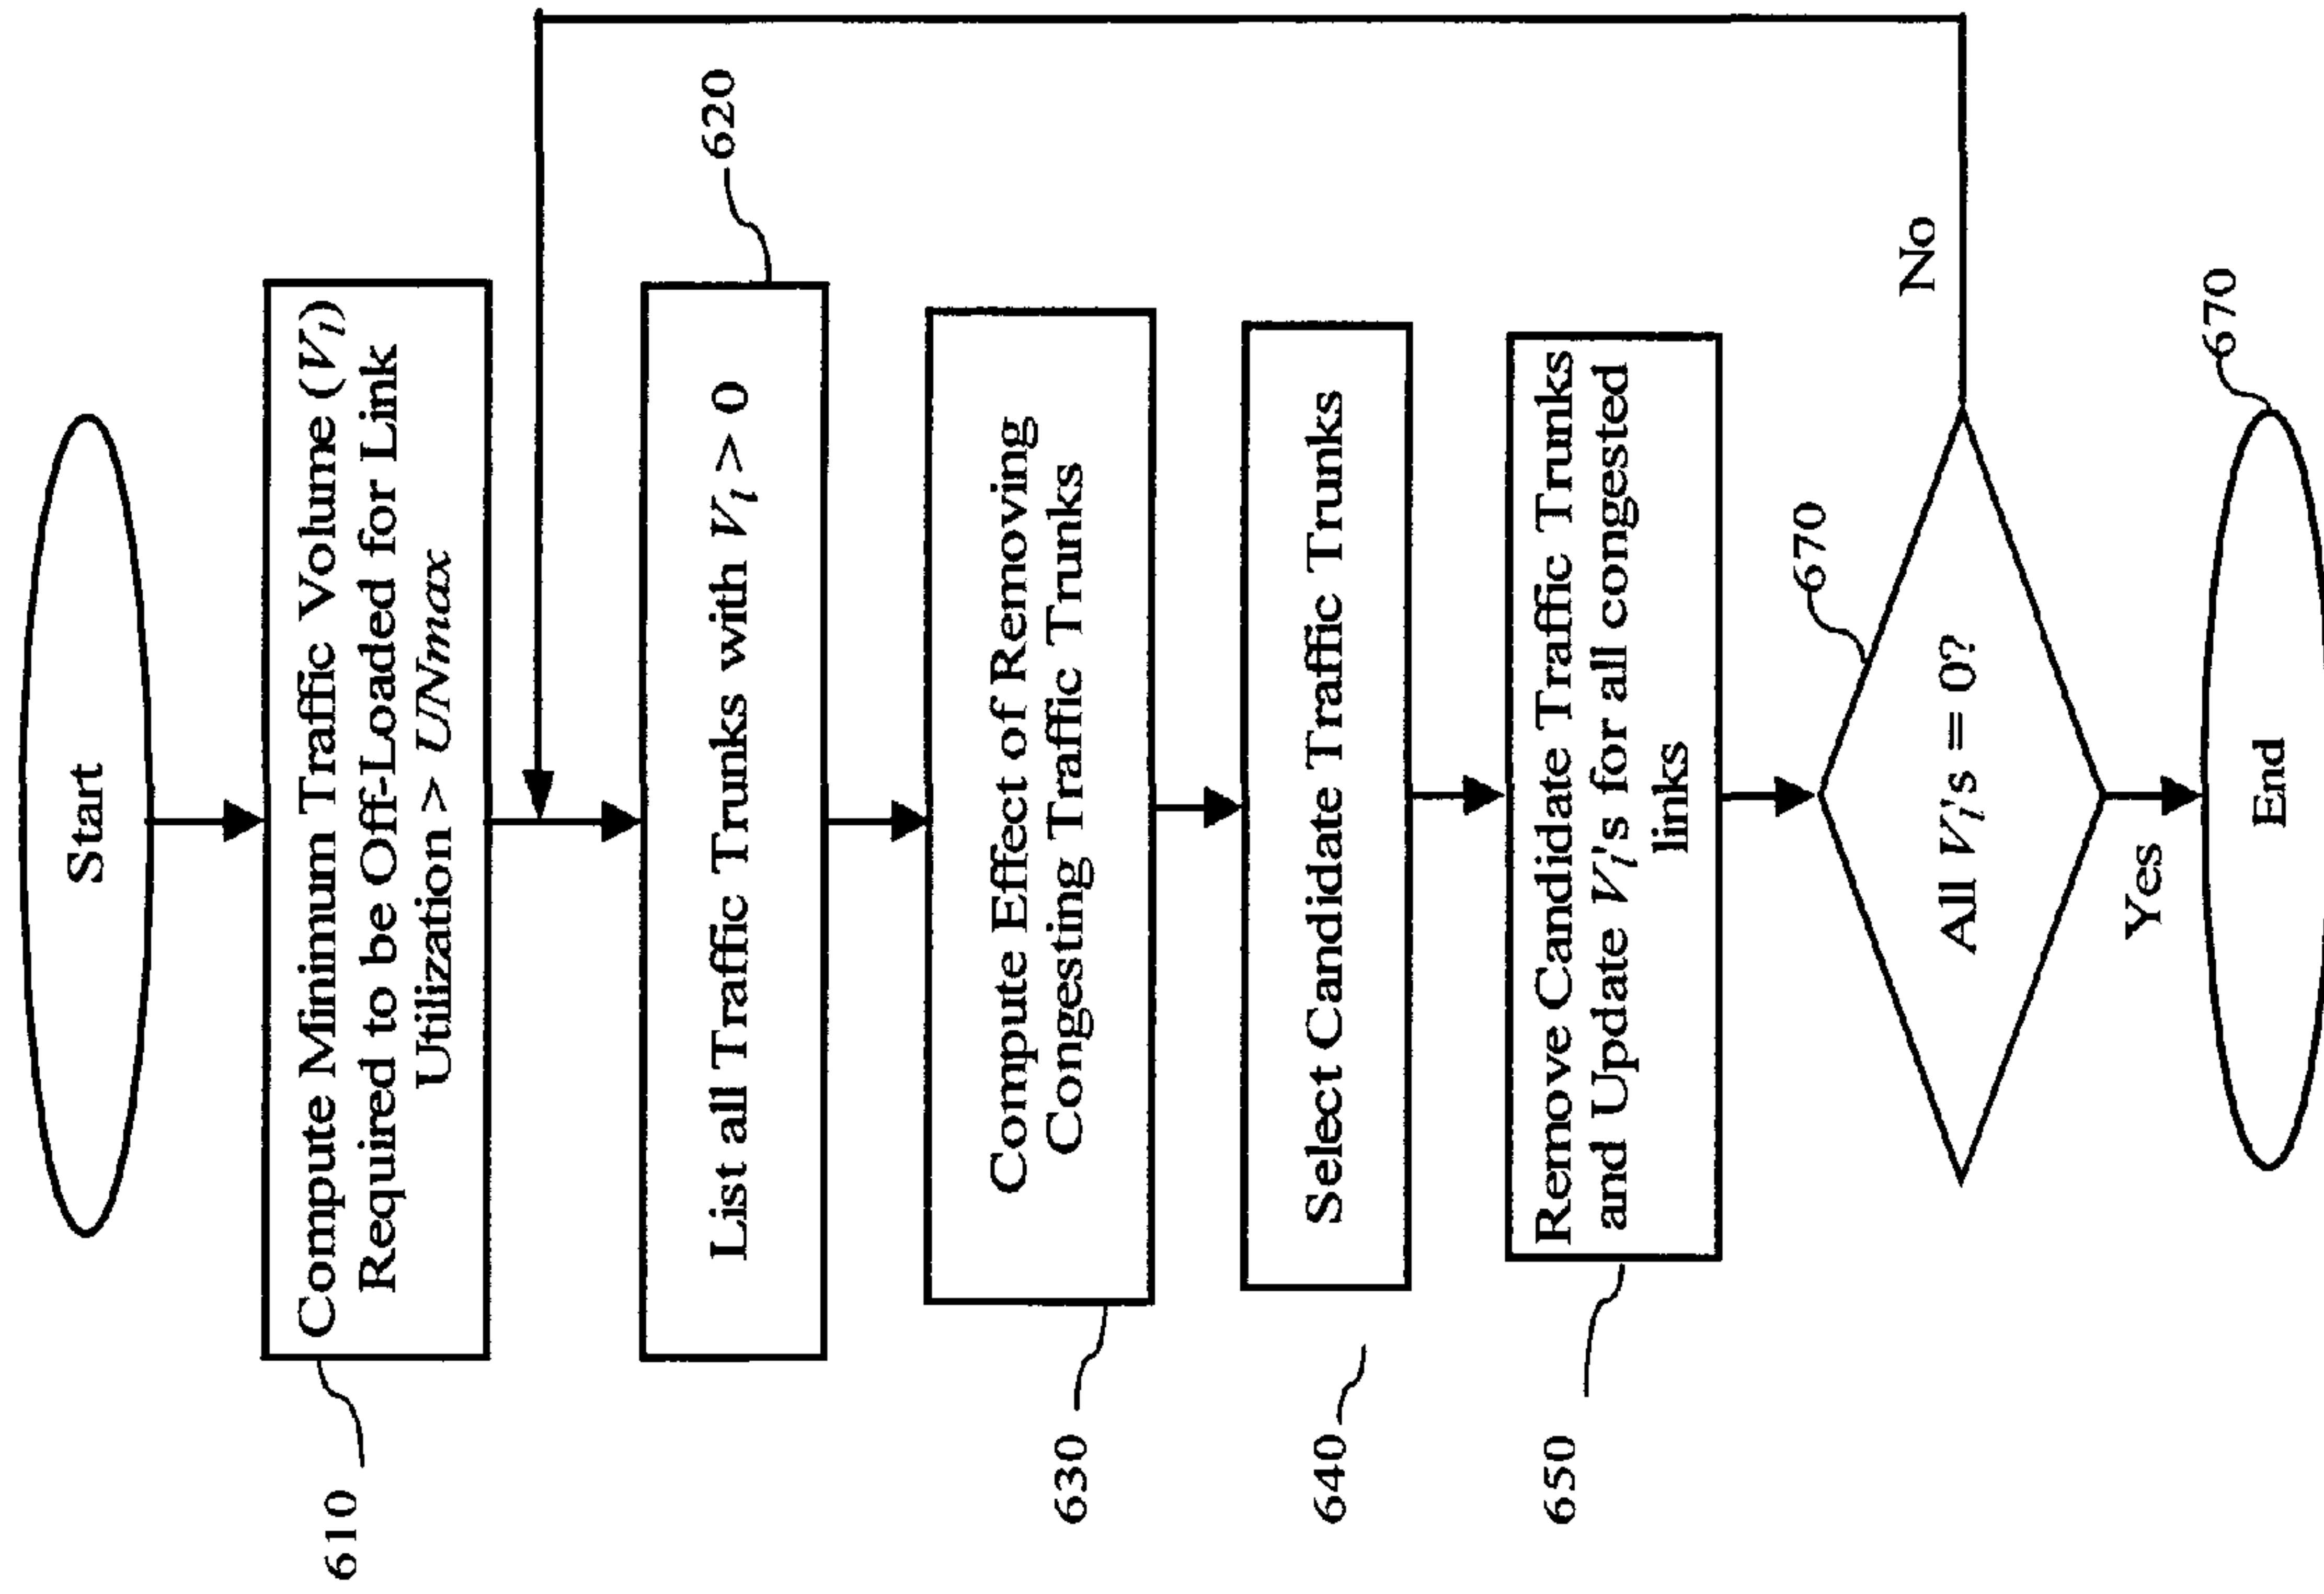 Start
610
Compute Minimum Traffic Volume (Vl)
Required to be Off-Loaded for Link
Utilization > UNmax
620
List all Traffic Trunks with Vl > 0
630
Compute Effect of Removing
Congesting Traffic Trunks
640
Select Candidate Traffic Trunks
650
Remove Candidate Traffic Trunks
and Update Vl's for all congested
links
670
All Vl's = 0?
No
Yes
670
End